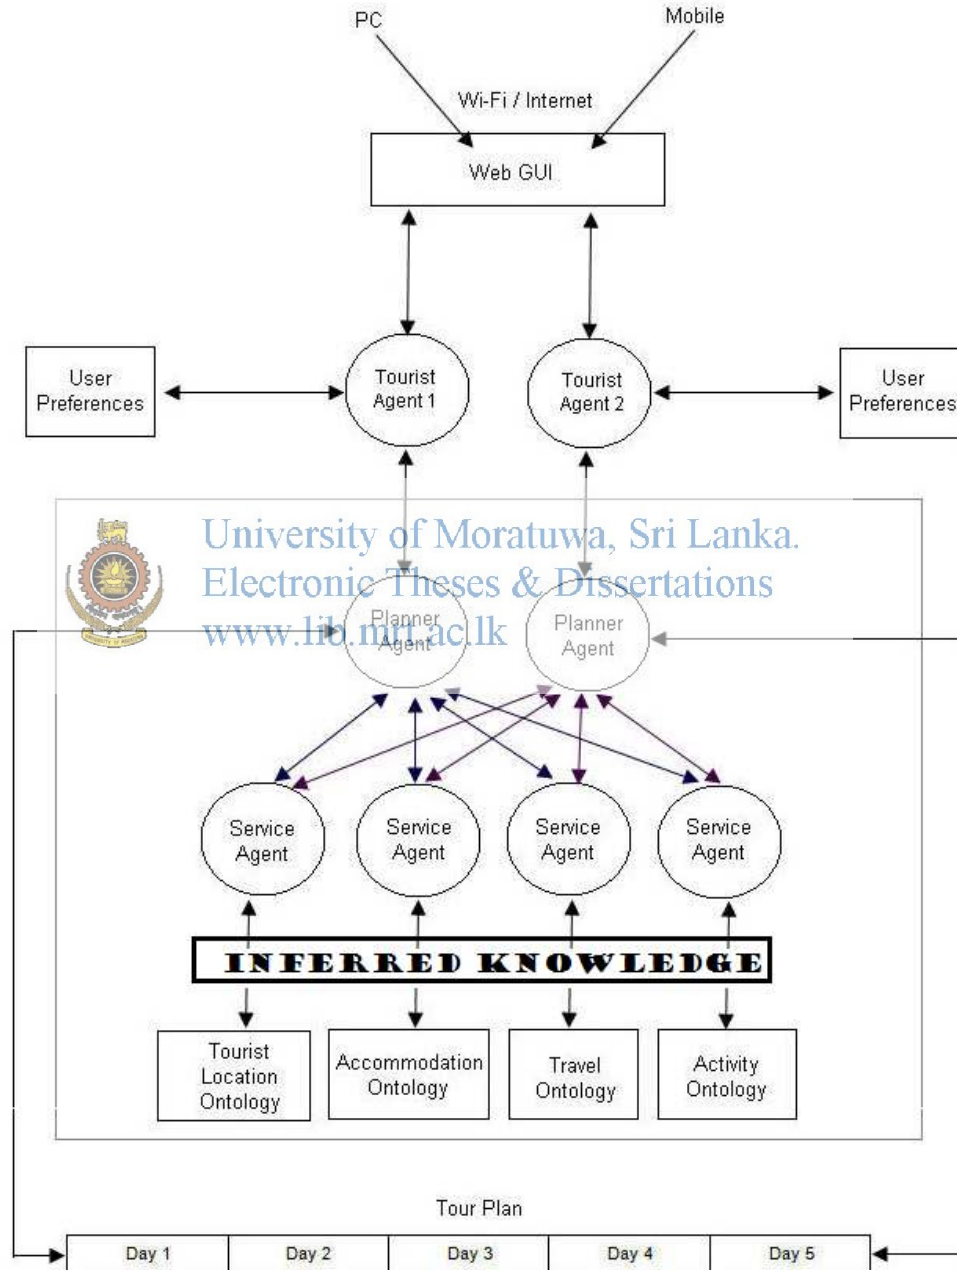 PC
Mobile
Wi-Fi / Internet
Web GUI
User
Preferences
Tourist
Agent 1
Tourist
Agent 2
User
Preferences
University of Moratuwa, Sri Lanka.
Electronic Theses & Dissertations
www.lib.mrt.ac.lk
Planner
Agent
Planner
Agent
Service
Agent
Service
Agent
Service
Agent
Service
Agent
INFERRED KNOWLEDGE
Tourist
Location
Ontology
Accommodation
Ontology
Travel
Ontology
Activity
Ontology
Tour Plan
Day 1
Day 2
Day 3
Day 4
Day 5